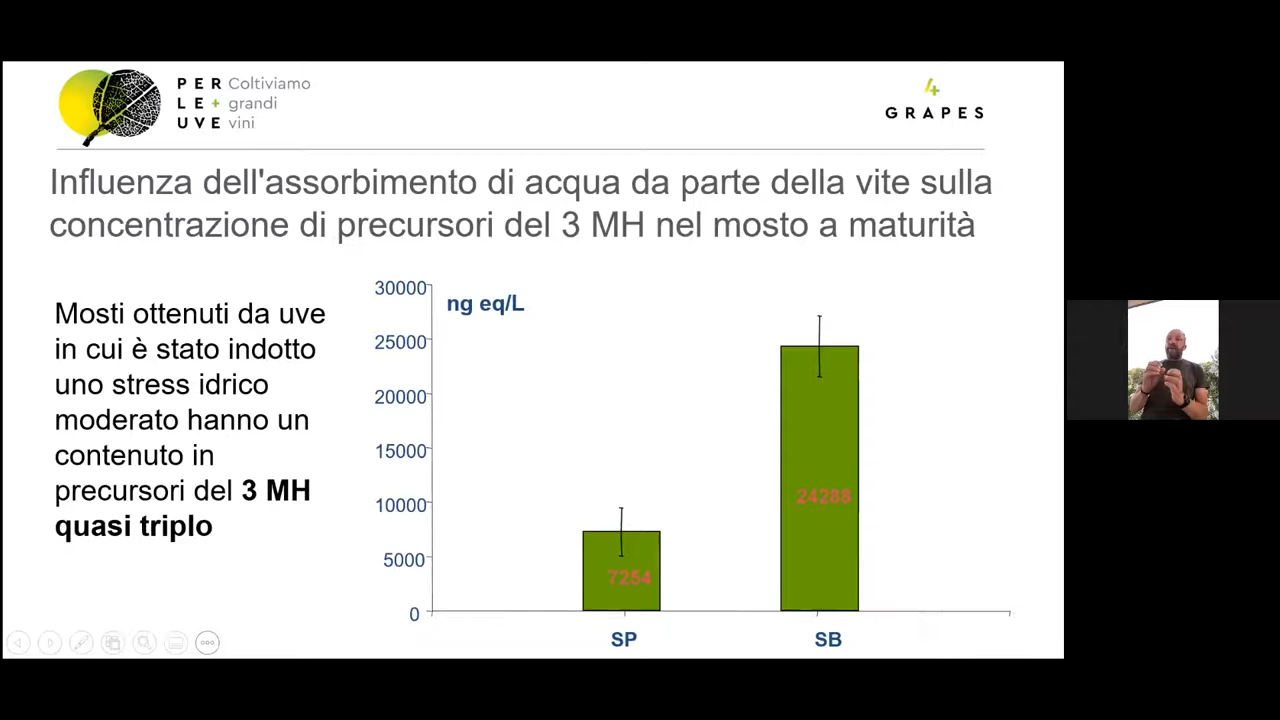 PER Coltiviamo
LE+ grandi
UVE vini
4
GRAPES
Influenza dell'assorbimento di acqua da parte della vite sulla
concentrazione di precursori del 3 MH nel mosto a maturità
Mosti ottenuti da uve
in cui è stato indotto
uno stress idrico
moderato hanno un
contenuto in
precursori del 3 MH
quasi triplo
ng eq/L
30000
25000
20000
15000
10000
5000
0
7254
24288
SP
SB